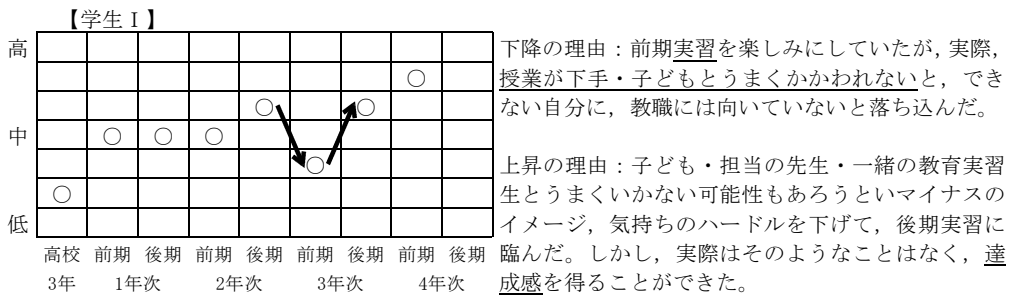 【学生Ⅰ】
高
中
低
高校 前期 後期 前期 後期 前期 後期 前期 後期
3年 1年次 2年次 3年次 4年次
下降の理由：前期実習を楽しみにしていたが，実際，
授業が下手・子どもとうまくかかわれないと，でき
ない自分に，教職には向いていないと落ち込んだ。
上昇の理由：子ども・担当の先生・一緒の教育実習
生とうまくいかない可能性もあろうといマイナスの
イメージ，気持ちのハードルを下げて，後期実習に
臨んだ。しかし，実際はそのようなことはなく，達
成感を得ることができた。